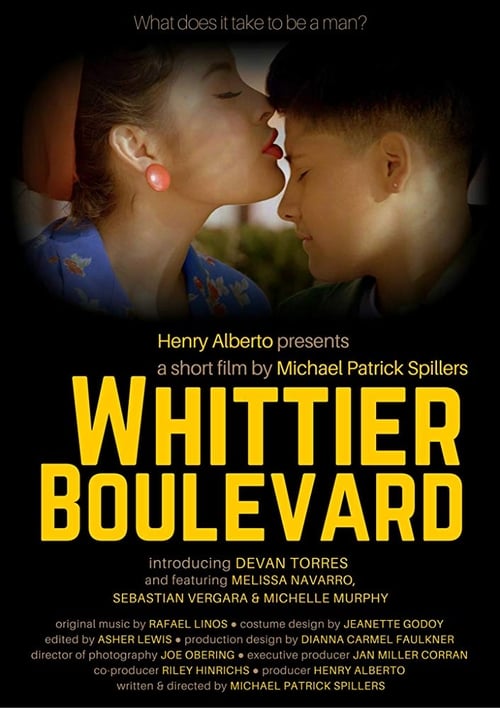 What does it take to be a man?
Henry Alberto presents
a short film by Michael Patrick Spillers
WHITTIER
BOULEVARD
introducing DEVAN TORRES
and featuring MELISSA NAVARRO,
SEBASTIAN VERGARA & MICHELLE MURPHY
original music by RAFAEL LINOS ● costume design by JEANETTE GODOY
edited by ASHER LEWIS ● production design by DIANNA CARMEL FAULKNER
director of photography JOE OBERING ● executive producer JAN MILLER CORRAN
co-producer RILEY HINRICHS ● producer HENRY ALBERTO
written & directed by MICHAEL PATRICK SPILLERS